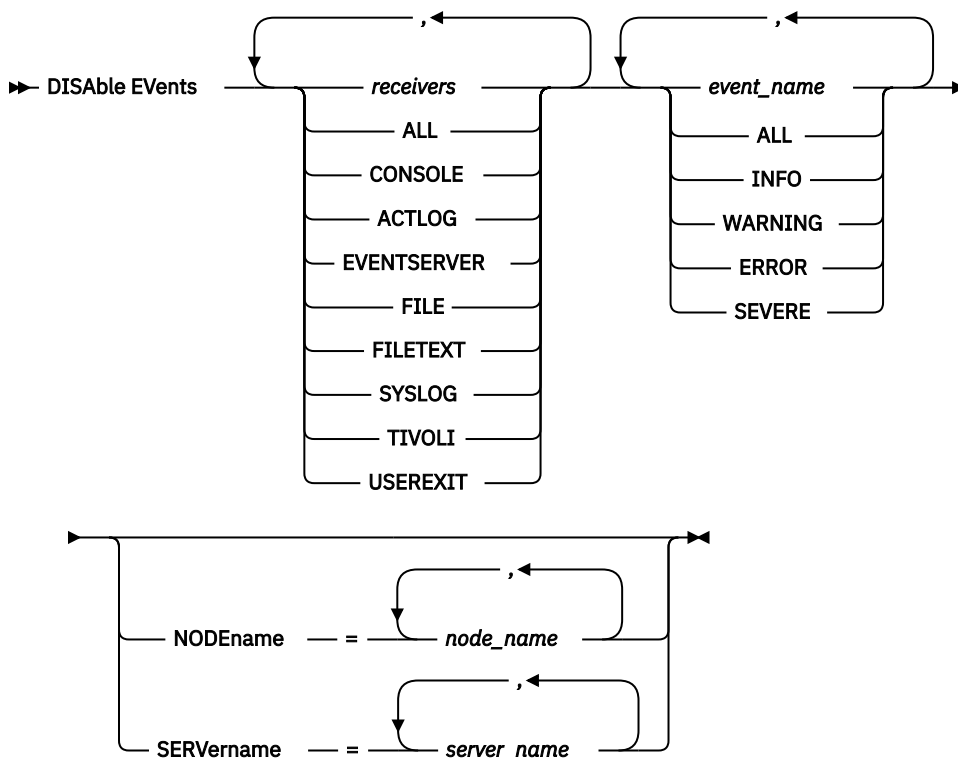 , ,
DISAble EVents receivers event_name
ALL ALL
CONSOLE INFO
ACTLOG WARNING
EVENTSERVER ERROR
FILE SEVERE
FILETEXT
SYSLOG
TIVOLI
USEREXIT
,
NODEname = node_name
,
SERVername = server_name